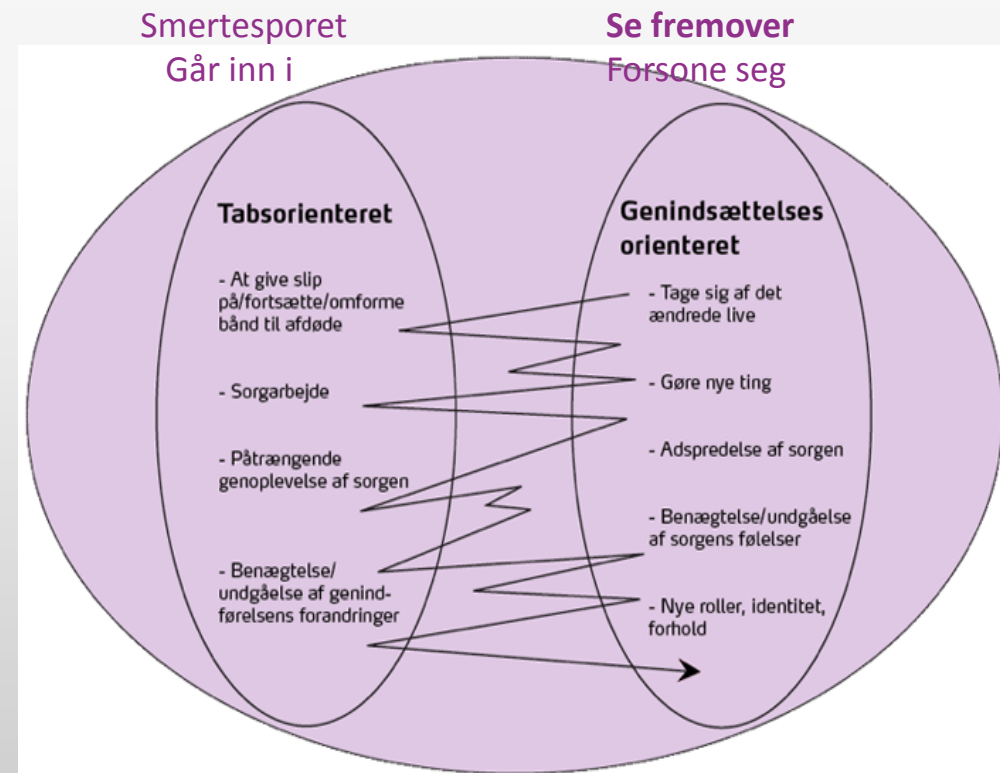 Smertesporet
Går inn i
Se fremover
Forsone seg
Tabsorienteret
- At give slip
på/fortsætte/omforme
bånd til afdøde
- Sorgarbejde
- Påtrængende
genoplevelse af sorgen
- Benægtelse/
undgåelse af genind-
førelsens forandringer
Genindsættelses
orienteret
- Tage sig af det
ændrede live
- Gøre nye ting
- Adspredelse af sorgen
- Benægtelse/undgåelse
af sorgens følelser
- Nye roller, identitet,
forhold